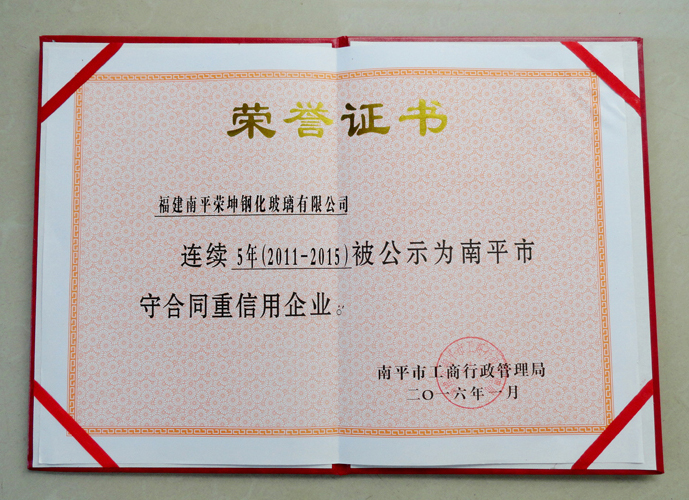 荣誉证书
福建南平荣坤钢化玻璃有限公司
连续 5年(2011-2015)被公示为南平市
守合同重信用企业。
南平市工商行政管理局
二〇一六年一月